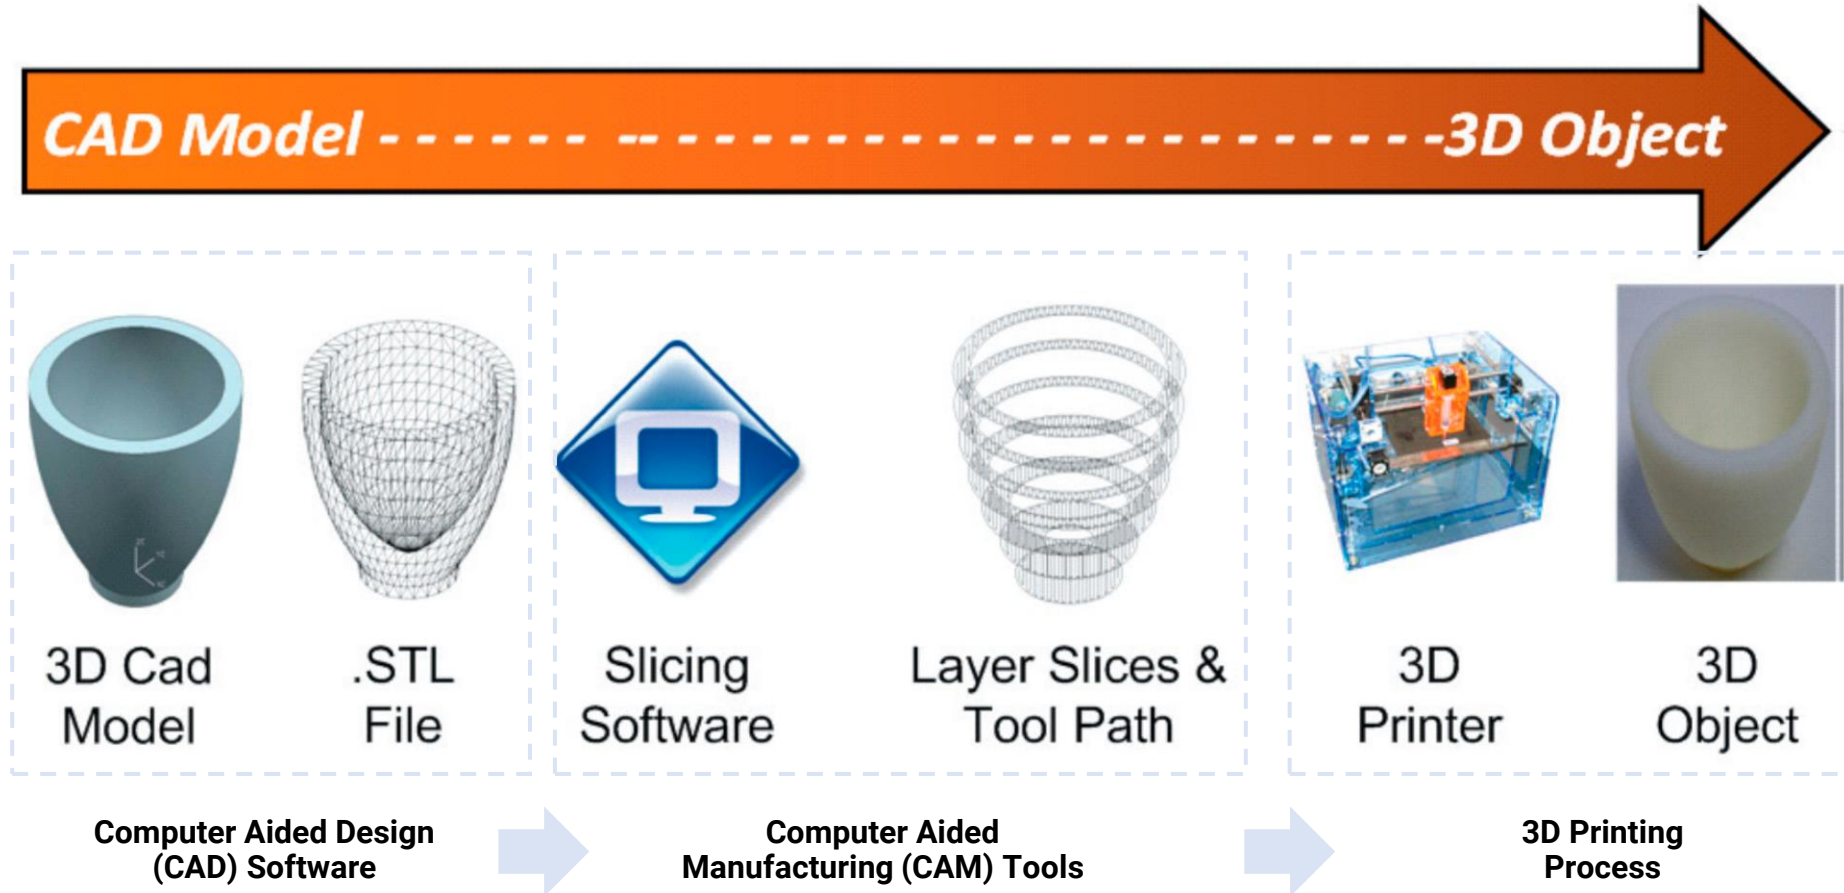 CAD Model - - - - - - -- - - - - - - - - - - - - - - - - - - - - -3D Object
3D Cad
Model
.STL
File
Slicing
Software
Layer Slices &
Tool Path
3D
Printer
3D
Object
Computer Aided Design
(CAD) Software
Computer Aided
Manufacturing (CAM) Tools
3D Printing
Process